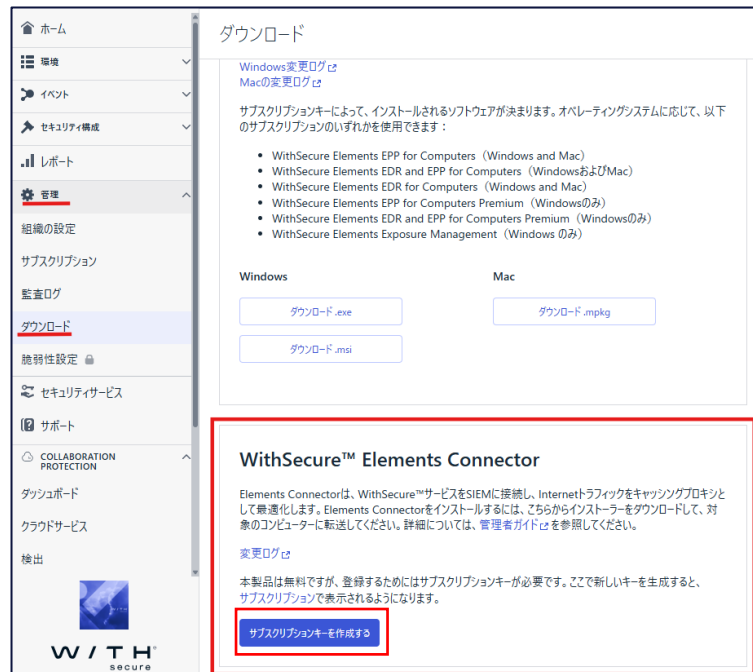 ホーム
環境
イベント
セキュリティ構成
レポート
管理
組織の設定
サブスクリプション
監査ログ
ダウンロード
脆弱性設定
セキュリティサービス
サポート
COLLABORATION
PROTECTION
ダッシュボード
クラウドサービス
検出
WITH
secure
ダウンロード
Windows変更ログ
Macの変更ログ
サブスクリプションキーによって、インストールされるソフトウェアが決まります。オペレーティングシステムに応じて、以下
のサブスクリプションのいずれかを使用できます：
• WithSecure Elements EPP for Computers（Windows and Mac）
• WithSecure Elements EDR and EPP for Computers（WindowsおよびMac）
• WithSecure Elements EDR for Computers（Windows and Mac）
• WithSecure Elements EPP for Computers Premium（Windowsのみ）
• WithSecure Elements EDR and EPP for Computers Premium（Windowsのみ）
• WithSecure Elements Exposure Management（Windows のみ）
Windows
Mac
ダウンロード .exe
ダウンロード .mpkg
ダウンロード .msi
WithSecure™ Elements Connector
Elements Connectorは、WithSecure™サービスをSIEMに接続し、Internetトラフィックをキャッシングプロキシと
して最適化します。Elements Connectorをインストールするには、こちらからインストーラーをダウンロードして、対
象のコンピューターに転送してください。詳細については、管理者ガイドを参照してください。
変更ログ
本製品は無料ですが、登録するためにはサブスクリプションキーが必要です。ここで新しいキーを生成すると、
サブスクリプションで表示されるようになります。
サブスクリプションキーを作成する